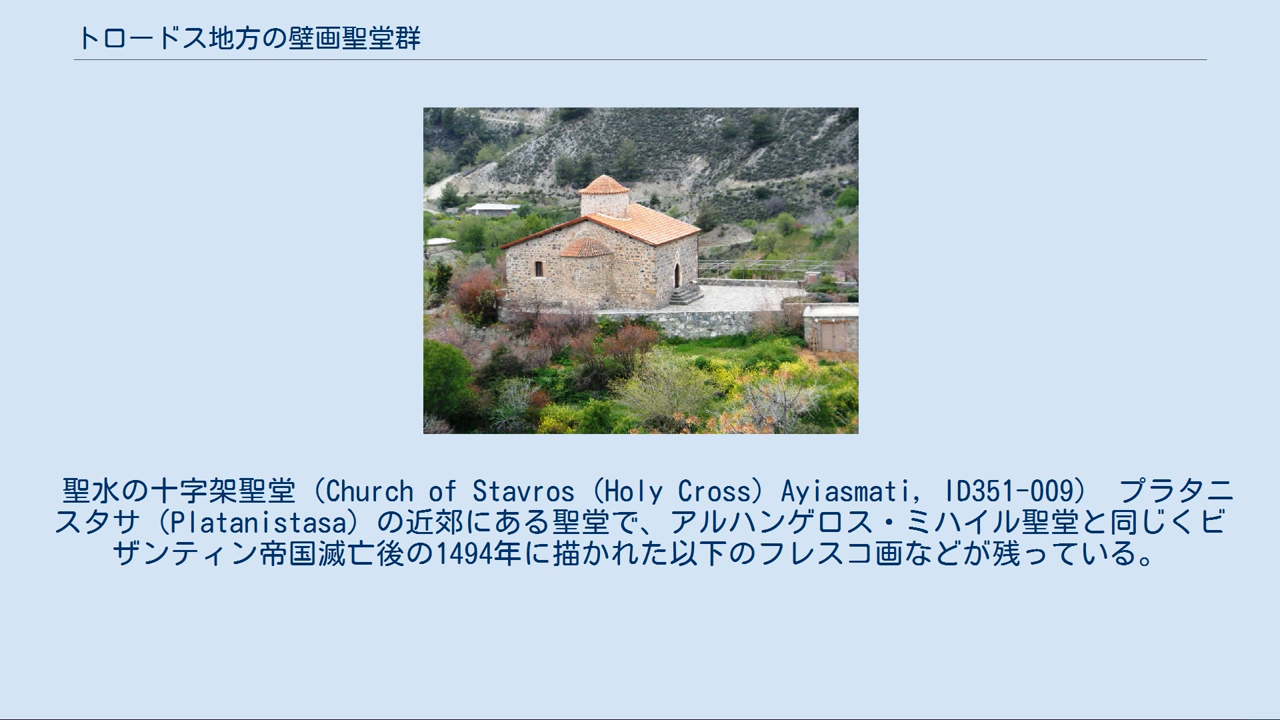 トロードス地方の壁画聖堂群
聖水の十字架聖堂（Church of Stavros (Holy Cross) Ayiasmati, ID351-009） プラタニ
スタサ（Platanistasa）の近郊にある聖堂で、アルハンゲロス・ミハイル聖堂と同じくビ
ザンティン帝国滅亡後の1494年に描かれた以下のフレスコ画などが残っている。